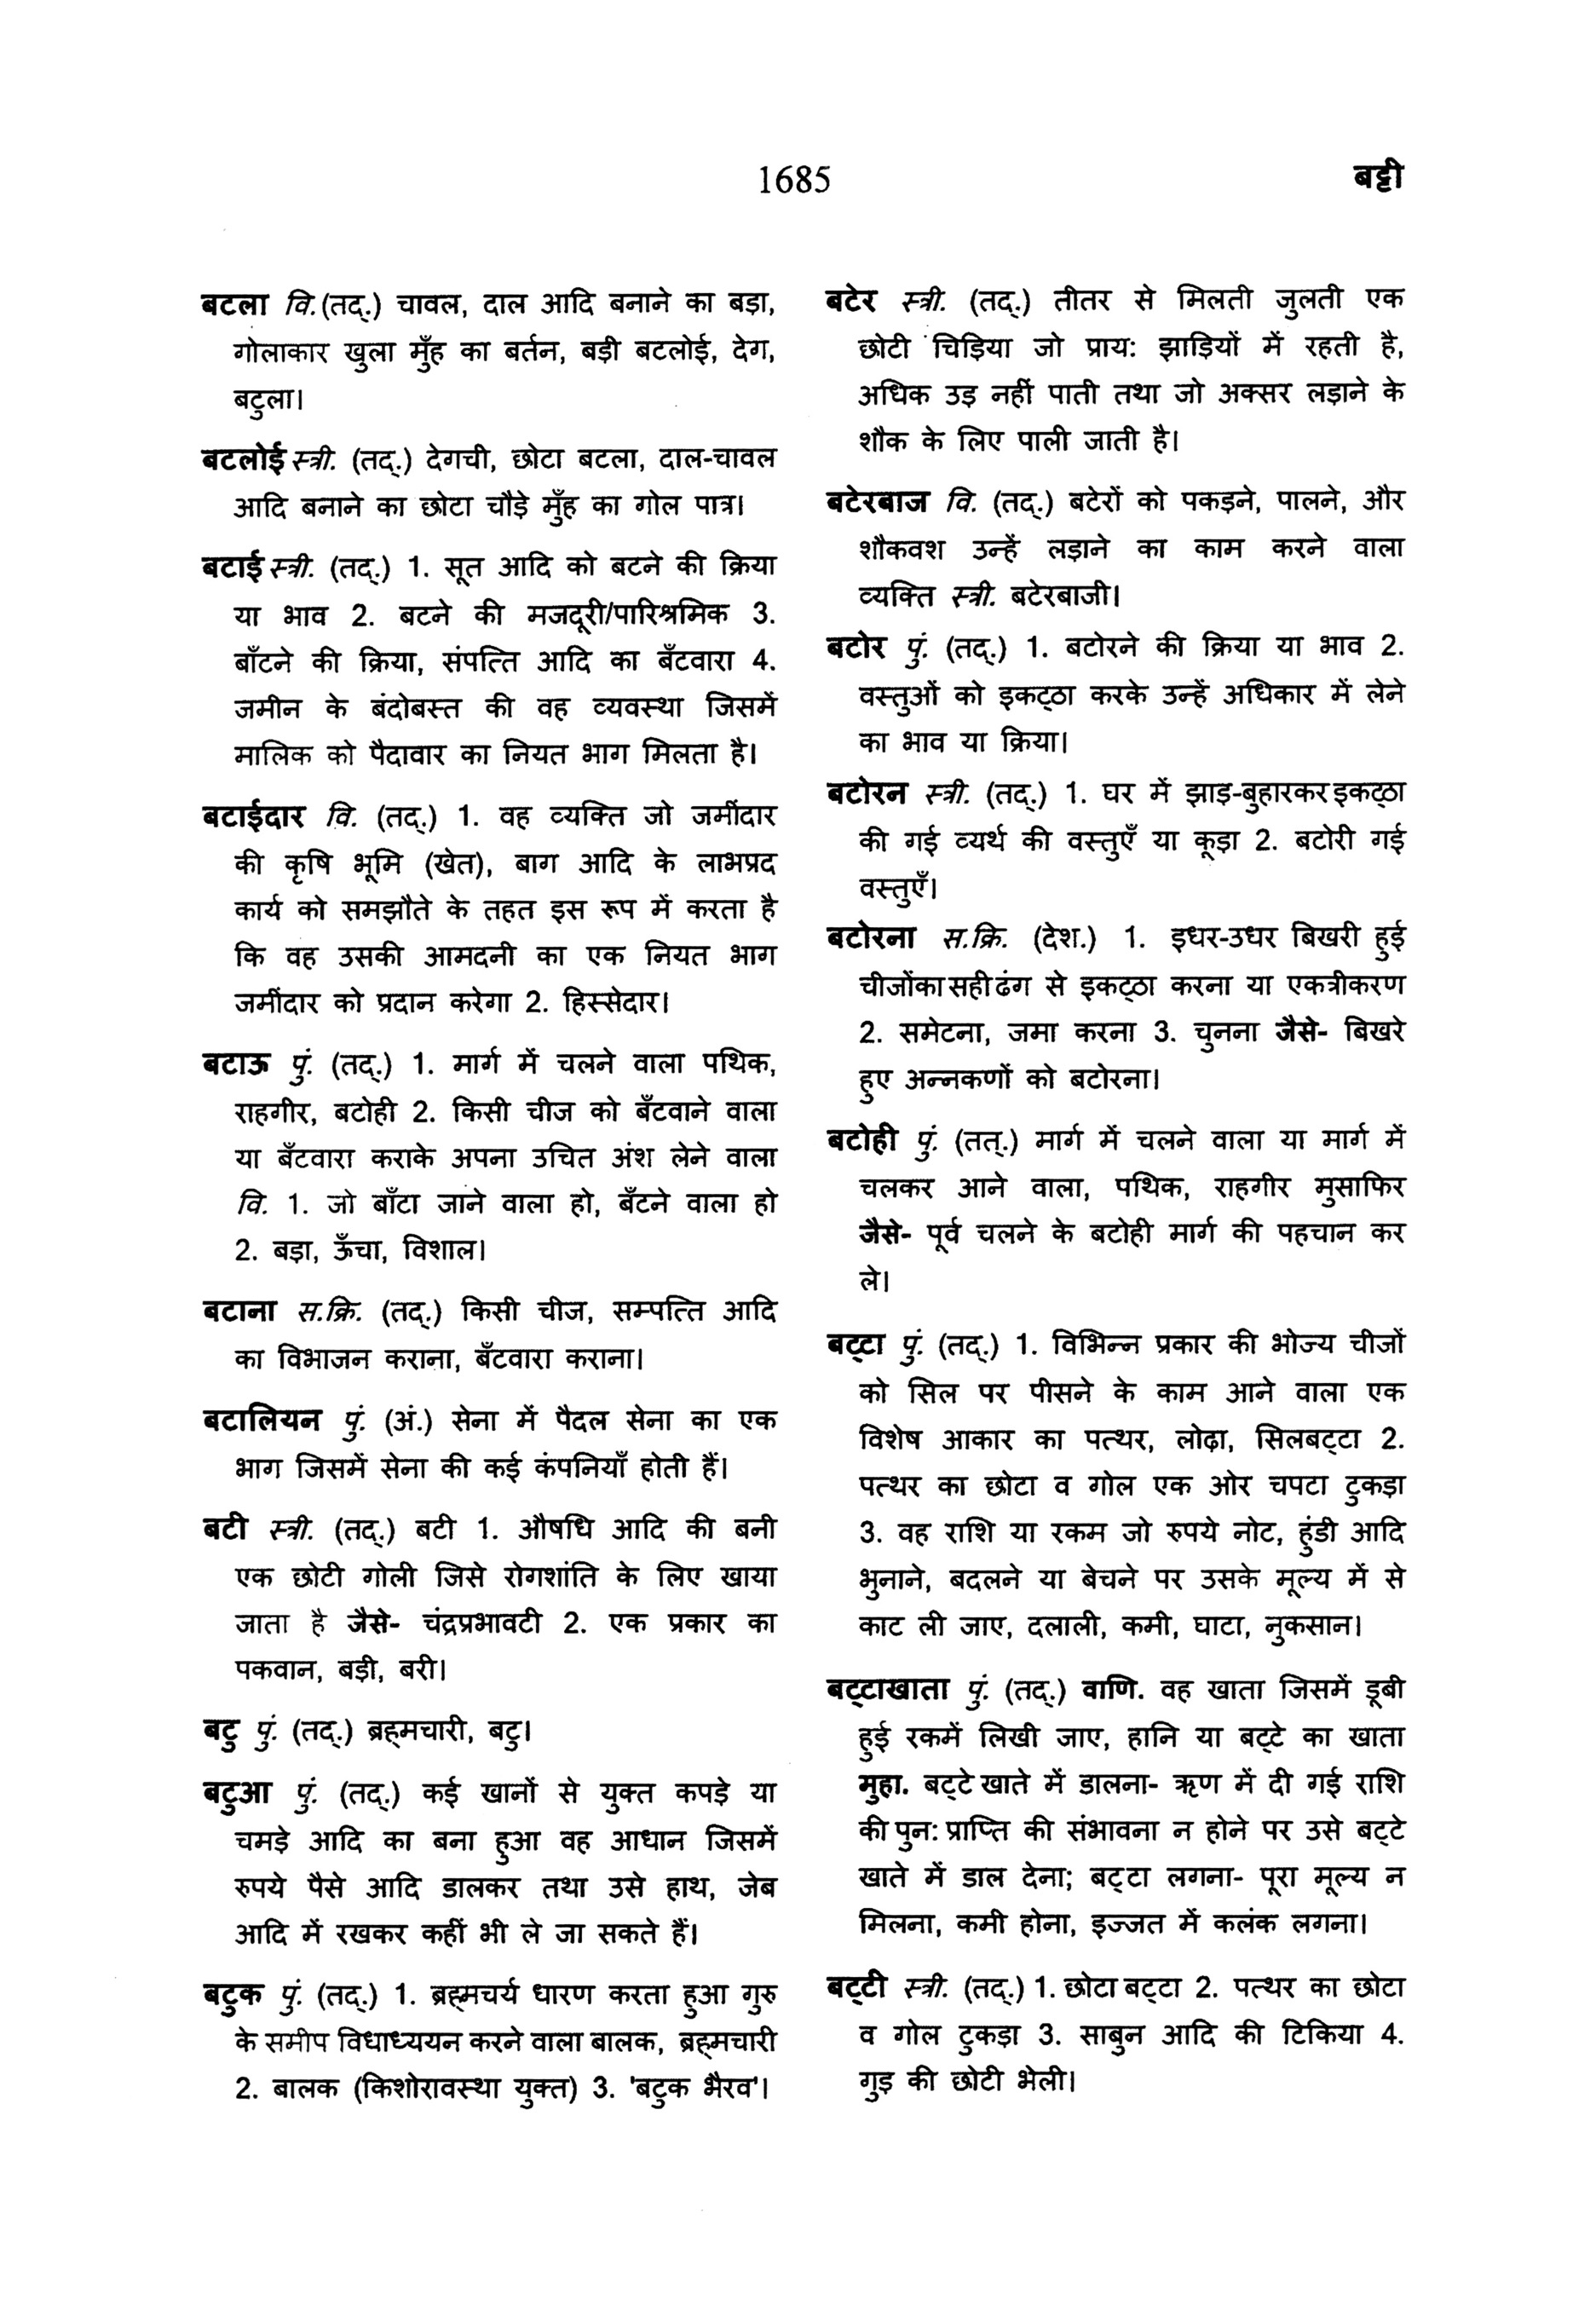 1685
बट्टी
बटला वि.(तद्.) चावल, दाल आदि बनाने का बड़ा,
गोलाकार खुला मुँह का बर्तन, बड़ी बटलोई, देग,
बटुला।
बटलोई स्त्री. (तद्.) देगची, छोटा बटला, दाल-चावल
आदि बनाने का छोटा चौड़े मुँह का गोल पात्र।
बटाई स्त्री. (तद्.) 1. सूत आदि को बटने की क्रिया
या भाव 2. बटने की मजदूरी/पारिश्रमिक 3.
बाँटने की क्रिया, संपत्ति आदि का बँटवारा 4.
जमीन के बंदोबस्त की वह व्यवस्था जिसमें
मालिक को पैदावार का नियत भाग मिलता है।
बटाईदार वि. (तद्.) 1. वह व्यक्ति जो जमींदार
की कृषि भूमि (खेत), बाग आदि के लाभप्रद
कार्य को समझौते के तहत इस रूप में करता है
कि वह उसकी आमदनी का एक नियत भाग
जमींदार को प्रदान करेगा 2. हिस्सेदार।
बटाऊ पुं. (तद्.) 1. मार्ग में चलने वाला पथिक,
राहगीर, बटोही 2. किसी चीज को बँटवाने वाला
या बँटवारा कराके अपना उचित अंश लेने वाला
वि. 1. जो बाँटा जाने वाला हो, बँटने वाला हो
2. बड़ा, ऊँचा, विशाल।
बटाना स.क्रि. (तद्.) किसी चीज, सम्पत्ति आदि
का विभाजन कराना, बँटवारा कराना।
बटालियन पुं. (अं.) सेना में पैदल सेना का एक
भाग जिसमें सेना की कई कंपनियाँ होती हैं।
बटी स्त्री. (तद्.) बटी 1. औषधि आदि की बनी
एक छोटी गोली जिसे रोगशांति के लिए खाया
जाता है जैसे- चंद्रप्रभावटी 2. एक प्रकार का
पकवान, बड़ी, बरी।
बटु पुं. (तद्.) ब्रह्मचारी, बटु।
बटुआ पुं. (तद्.) कई खानों से युक्त कपड़े या
चमड़े आदि का बना हुआ वह आधान जिसमें
रुपये पैसे आदि डालकर तथा उसे हाथ, जेब
आदि में रखकर कहीं भी ले जा सकते हैं।
बटुक पुं. (तद्.) 1. ब्रह्मचर्य धारण करता हुआ गुरु
के समीप विधाध्ययन करने वाला बालक, ब्रह्मचारी
2. बालक (किशोरावस्था युक्त) 3. 'बटुक भैरव'।
बटेर स्त्री. (तद्.) तीतर से मिलती जुलती एक
छोटी चिड़िया जो प्राय: झाड़ियों में रहती है,
अधिक उड़ नहीं पाती तथा जो अक्सर लड़ाने के
शौक के लिए पाली जाती है।
बटेरबाज वि. (तद्.) बटेरों को पकड़ने, पालने, और
शौकवश उन्हें लड़ाने का काम करने वाला
व्यक्ति स्त्री. बटेरबाजी।
बटोर पुं. (तद्.) 1. बटोरने की क्रिया या भाव 2.
वस्तुओं को इकट्ठा करके उन्हें अधिकार में लेने
का भाव या क्रिया।
बटोरन स्त्री. (तद्.) 1. घर में झाड़-बुहारकर इकट्ठा
की गई व्यर्थ की वस्तुएँ या कूड़ा 2. बटोरी गई
वस्तुएँ।
बटोरना स.क्रि. (देश.) 1. इधर-उधर बिखरी हुई
चीजोंका सही ढंग से इकट्ठा करना या एकत्रीकरण
2. समेटना, जमा करना 3. चुनना जैसे- बिखरे
हुए अन्नकणों को बटोरना।
बटोही पुं. (तत्.) मार्ग में चलने वाला या मार्ग में
चलकर आने वाला, पथिक, राहगीर मुसाफिर
जैसे- पूर्व चलने के बटोही मार्ग की पहचान कर
ले।
बट्टा पुं. (तद्.) 1. विभिन्न प्रकार की भोज्य चीजों
को सिल पर पीसने के काम आने वाला एक
विशेष आकार का पत्थर, लोढ़ा, सिलबट्टा 2.
पत्थर का छोटा व गोल एक ओर चपटा टुकड़ा
3. वह राशि या रकम जो रुपये नोट, हुंडी आदि
भुनाने, बदलने या बेचने पर उसके मूल्य में से
काट ली जाए, दलाली, कमी, घाटा, नुकसान।
बट्टाखाता पुं. (तद्.) वाणि. वह खाता जिसमें डूबी
हुई रकमें लिखी जाए, हानि या बट्टे का खाता
मुहा. बट्टे खाते में डालना- ऋण में दी गई राशि
की पुन: प्राप्ति की संभावना न होने पर उसे बट्टे
खाते में डाल देना; बट्टा लगना- पूरा मूल्य न
मिलना, कमी होना, इज्जत में कलंक लगना।
बट्टी स्त्री. (तद्.) 1. छोटा बट्टा 2. पत्थर का छोटा
व गोल टुकड़ा 3. साबुन आदि की टिकिया 4.
गुड़ की छोटी भेली।